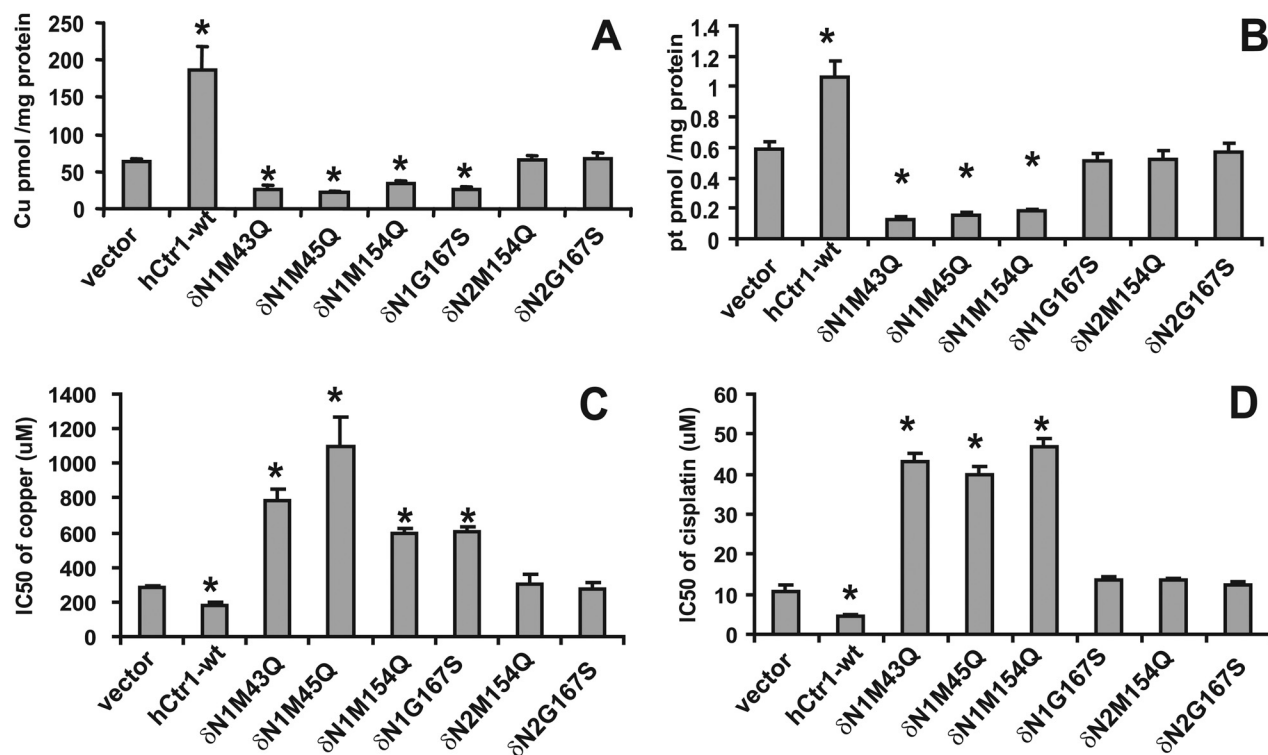 A
Cu pmol /mg protein
250
200
150
100
50
0
* * * * *
vector
hCtr1-wt
δN1M43Q
δN1M45Q
δN1M154Q
δN1G167S
δN2M154Q
δN2G167S
B
pt pmol /mg protein
1.4
1.2
1
0.8
0.6
0.4
0.2
0
* * * *
vector
hCtr1-wt
δN1M43Q
δN1M45Q
δN1M154Q
δN1G167S
δN2M154Q
δN2G167S
C
IC50 of copper (uM)
1400
1200
1000
800
600
400
200
0
* * * * *
vector
hCtr1-wt
δN1M43Q
δN1M45Q
δN1M154Q
δN1G167S
δN2M154Q
δN2G167S
D
IC50 of cisplatin (uM)
60
50
40
30
20
10
0
* * * *
vector
hCtr1-wt
δN1M43Q
δN1M45Q
δN1M154Q
δN1G167S
δN2M154Q
δN2G167S